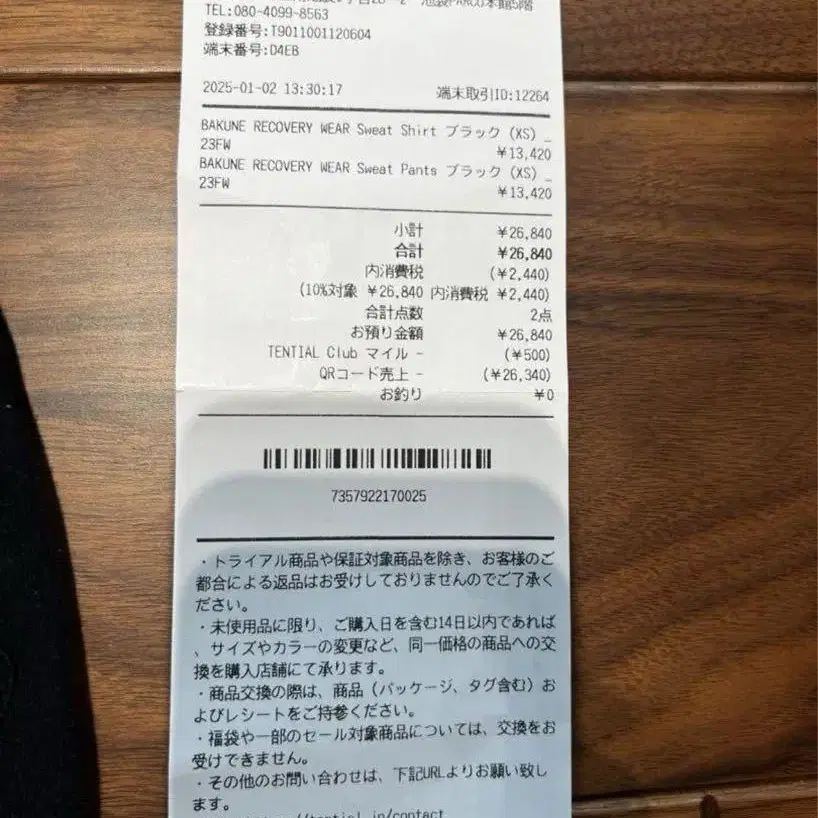 池袋PARCO本館5階
TEL:080-4099-8563
登録番号:T9011001120604
端末番号:D4EB
2025-01-02 13:30:17 端末取引ID:12264
BAKUNE RECOVERY WEAR Sweat Shirt ブラック (XS) _
23FW ¥13,420
BAKUNE RECOVERY WEAR Sweat Pants ブラック (XS) _
23FW ¥13,420
小計 ¥26,840
合計 ¥26,840
内消費税 (¥2,440)
(10%対象 ¥26,840 内消費税 ¥2,440)
合計点数 2点
お預り金額 ¥26,840
TENTIAL Club マイル - (¥500)
QRコード売上 - (¥26,340)
お釣り ¥0
7357922170025
・トライアル商品や保証対象商品を除き、お客様のご
都合による返品はお受けしておりませんのでご了承く
ださい。
・未使用品に限り、ご購入日を含む14日以内であれば
、サイズやカラーの変更など、同一価格の商品への交
換を購入店舗にて承ります。
・商品交換の際は、商品（パッケージ、タグ含む）お
よびレシートをご持参ください。
・福袋や一部のセール対象商品については、交換をお
受けできません。
・その他のお問い合わせは、下記URLよりお願い致し
ます。
tential.jp/contact